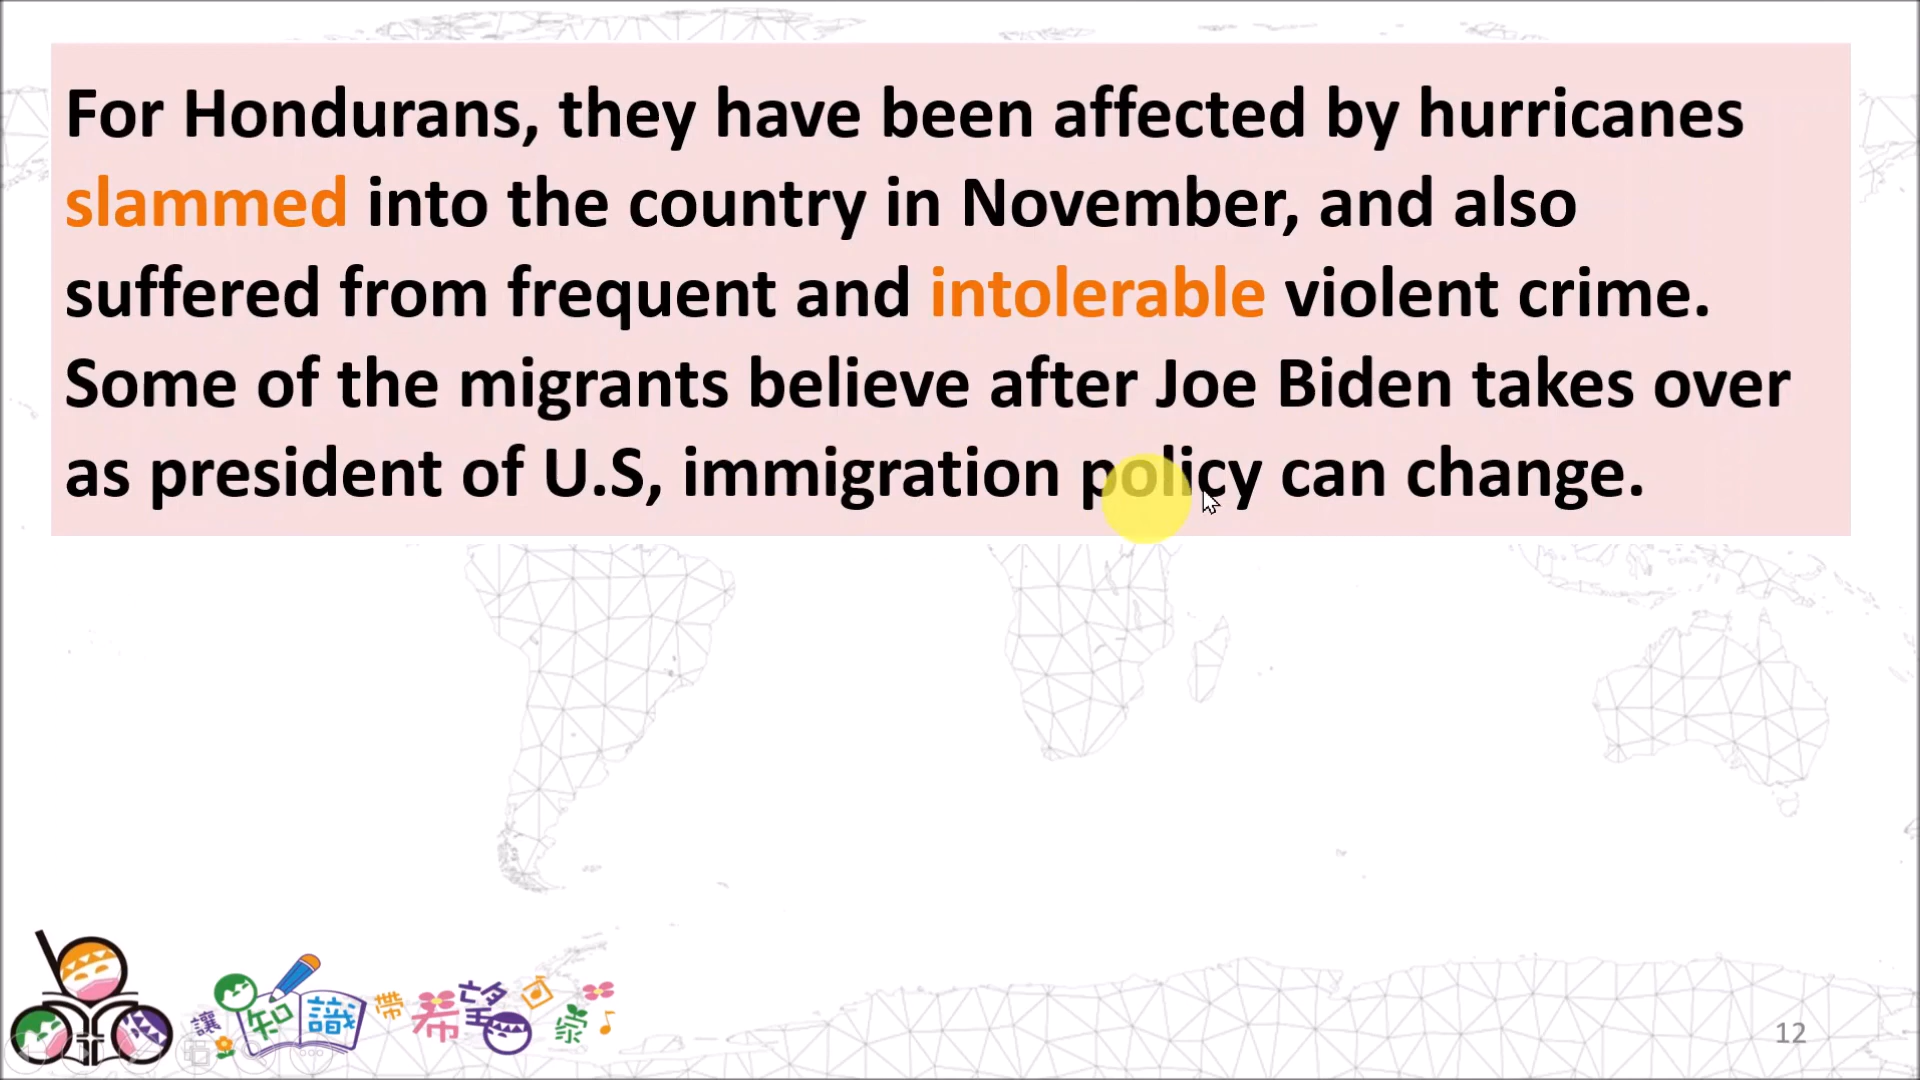 For Hondurans, they have been affected by hurricanes
slammed into the country in November, and also
suffered from frequent and intolerable violent crime.
Some of the migrants believe after Joe Biden takes over
as president of U.S, immigration policy can change.
讓知識帶希望來
12